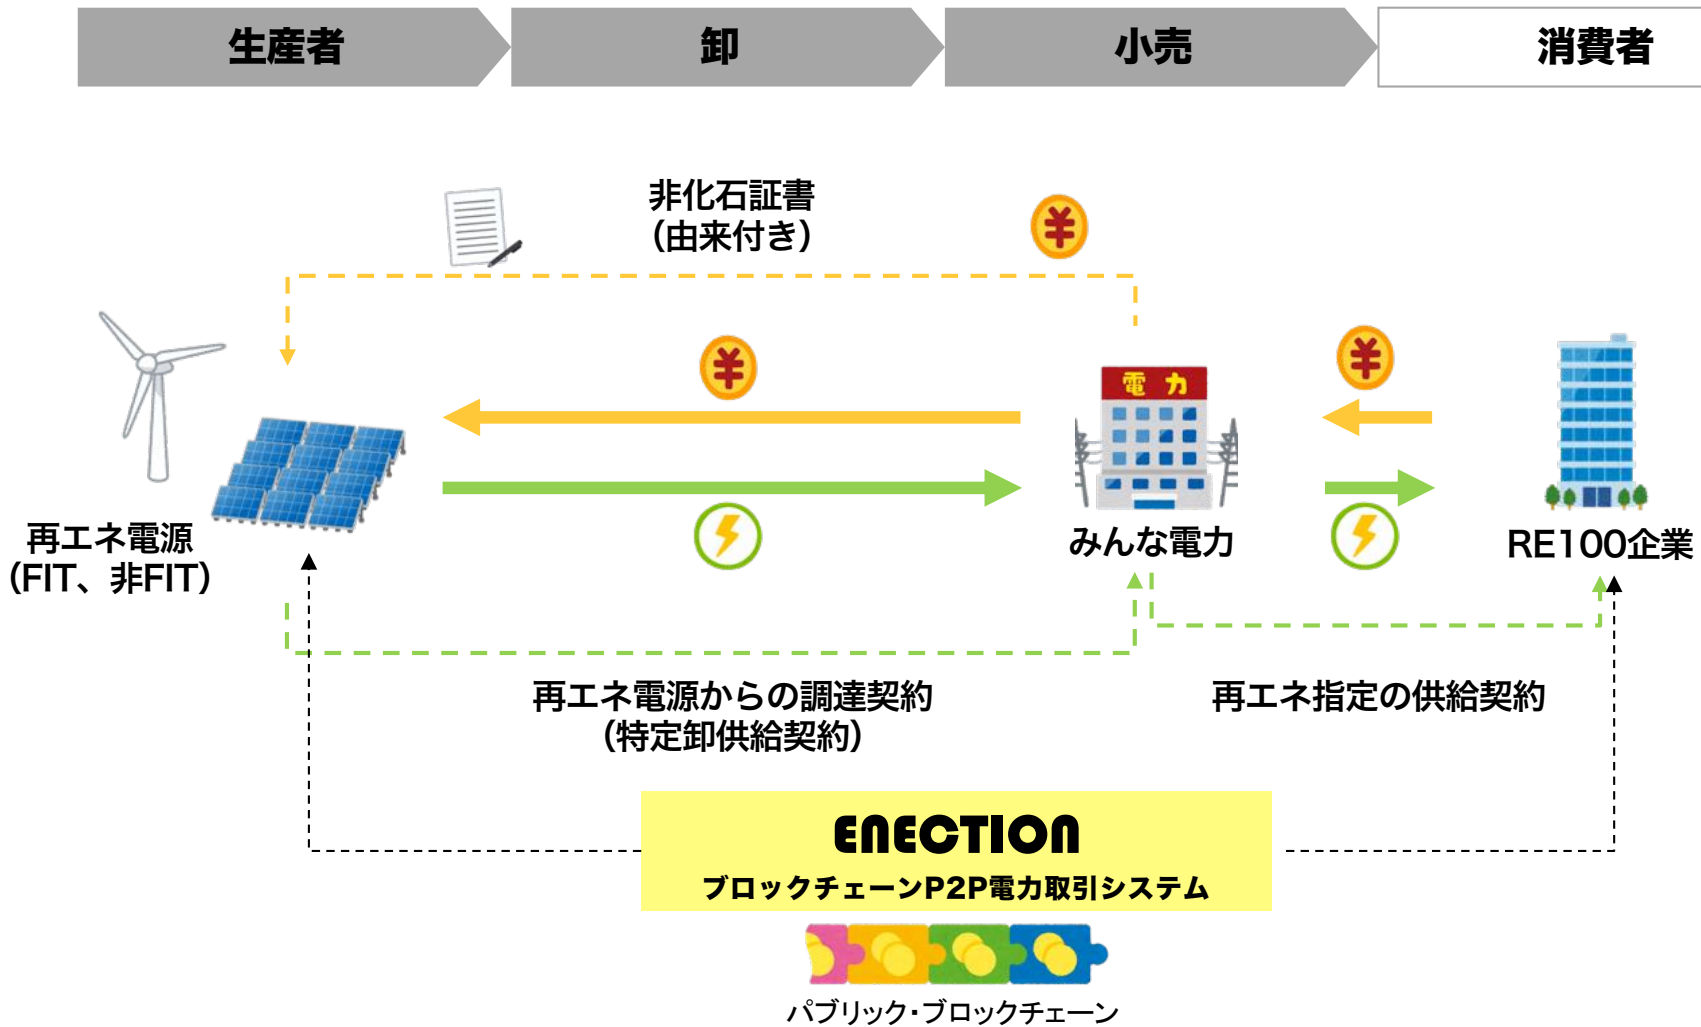 生産者
卸
小売
消費者
非化石証書
（由来付き）
電力
再エネ電源
（FIT、非FIT）
みんな電力
RE100企業
再エネ電源からの調達契約
（特定卸供給契約）
再エネ指定の供給契約
ENECTION
ブロックチェーンP2P電力取引システム
パブリック・ブロックチェーン